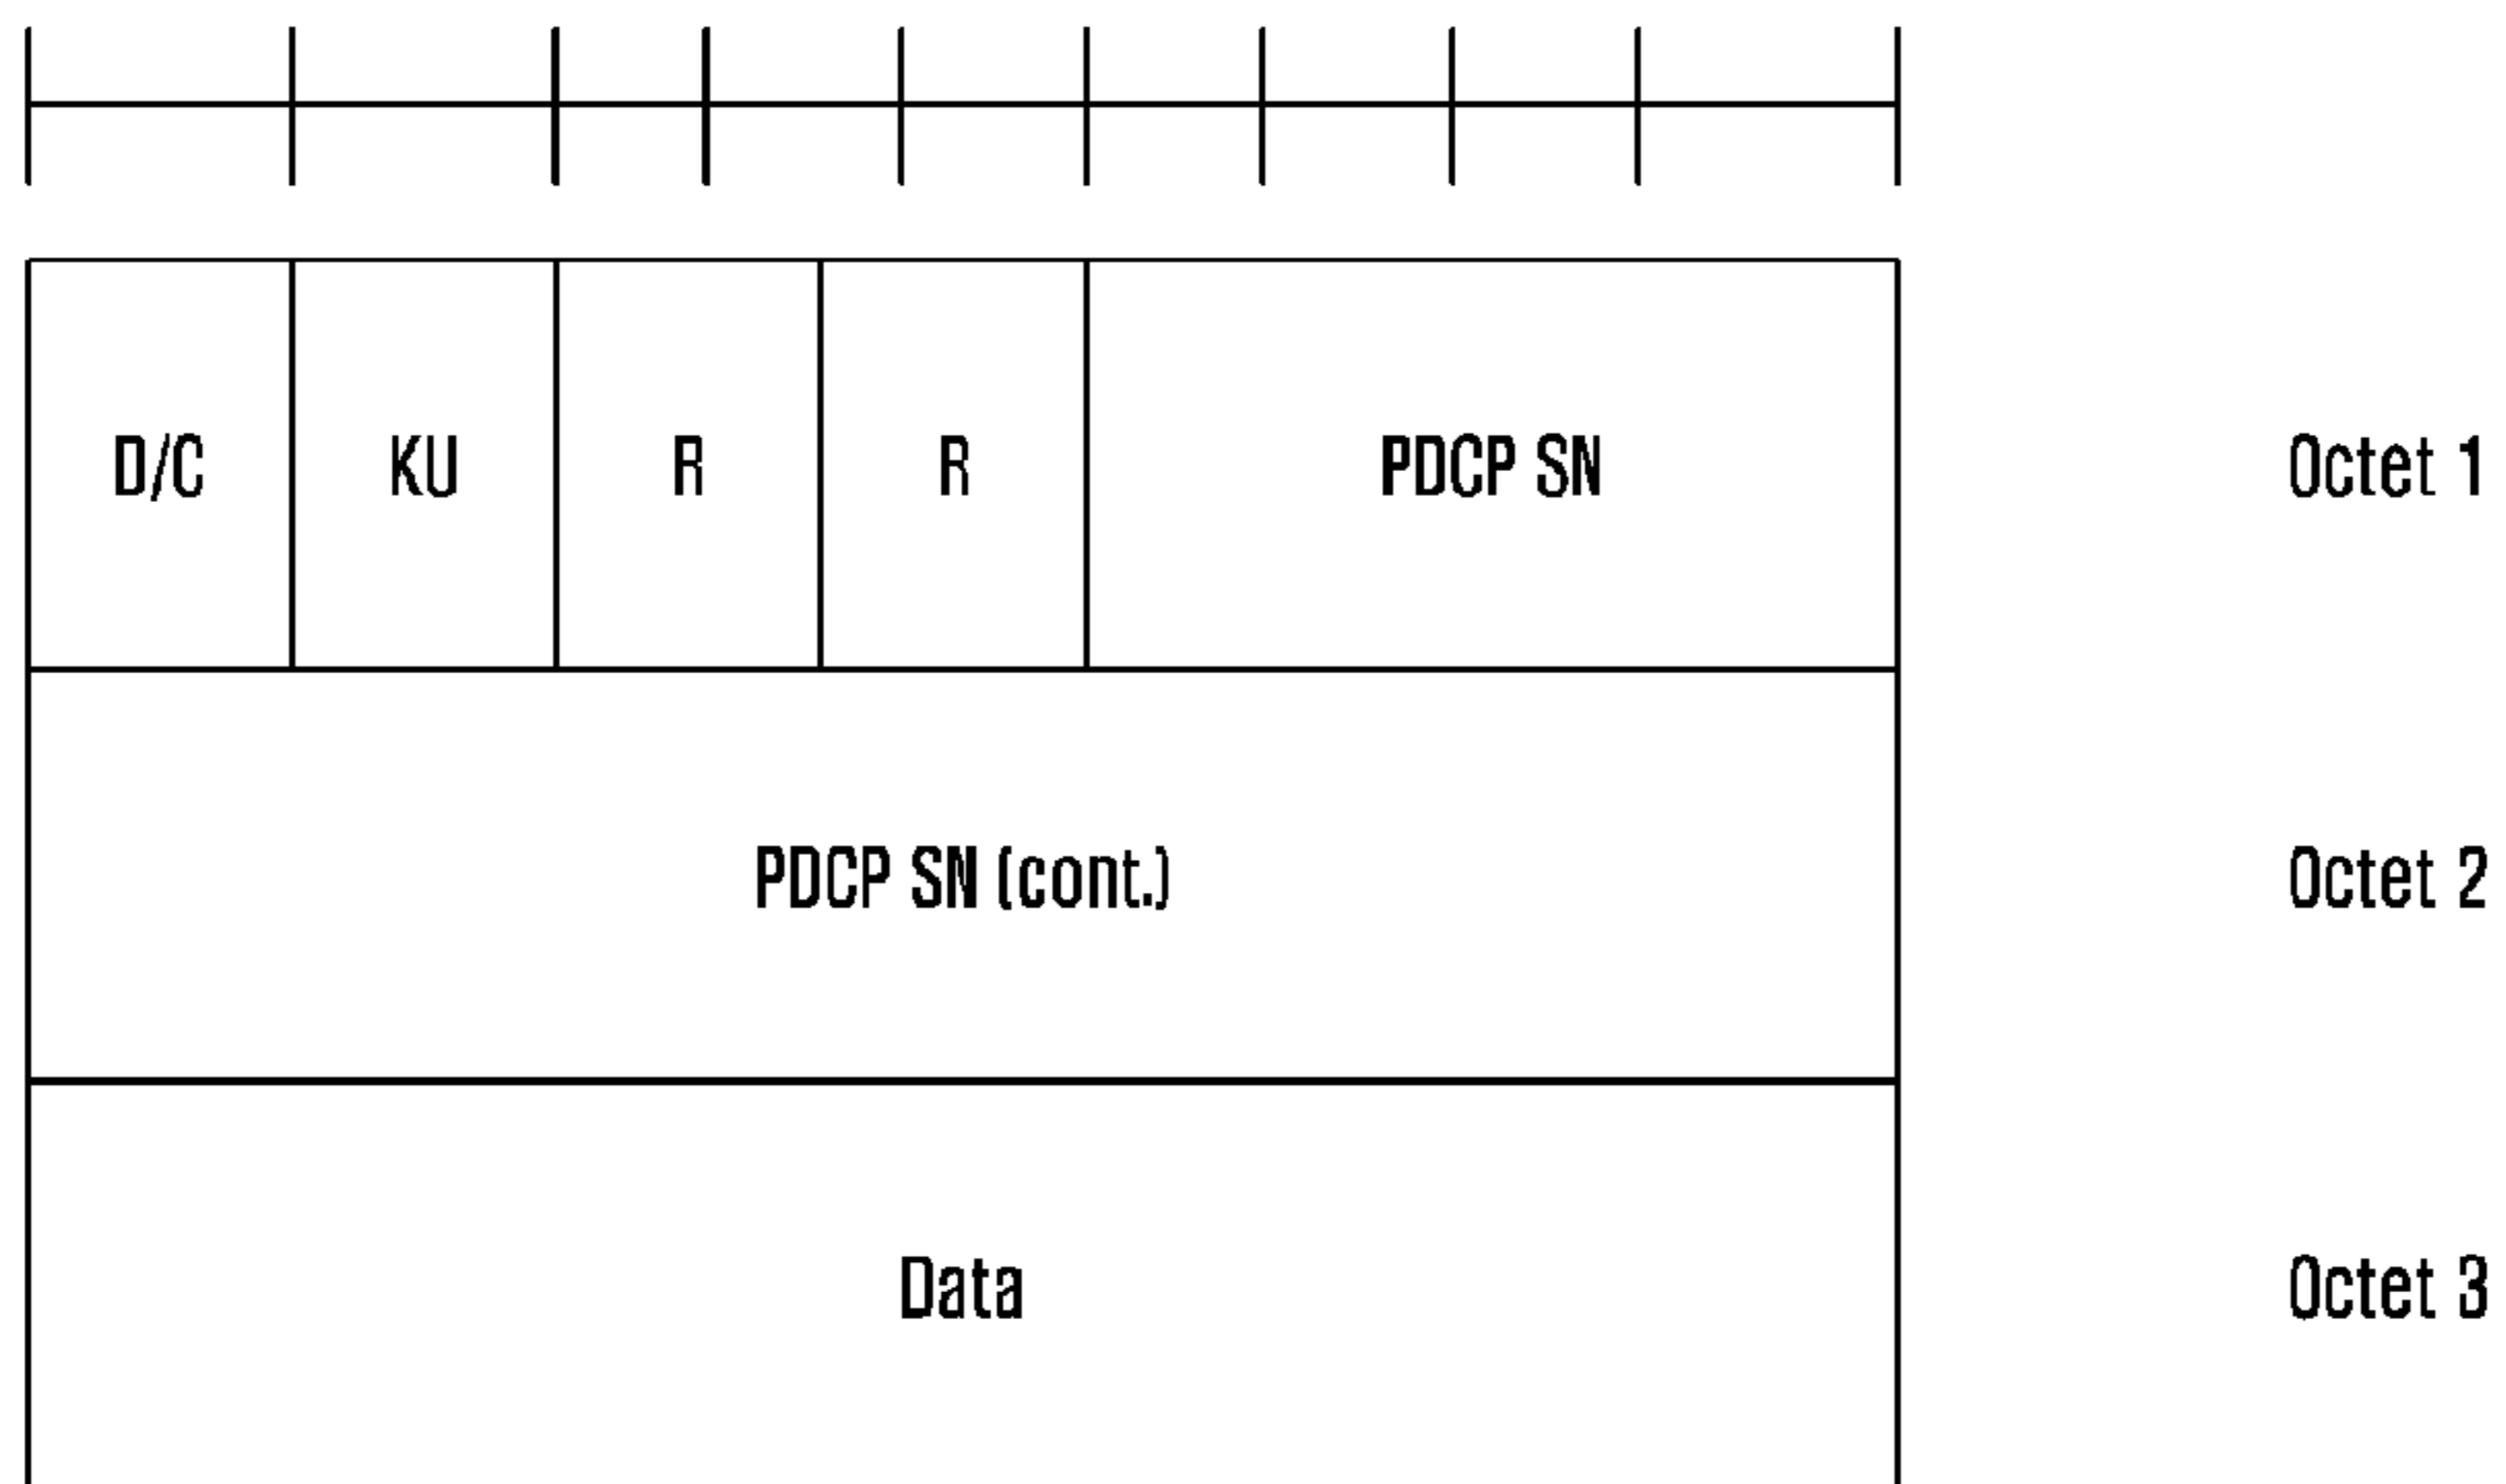 D/C KU R R PDCP SN Octet 1
PDCP SN (cont.) Octet 2
Data Octet 3